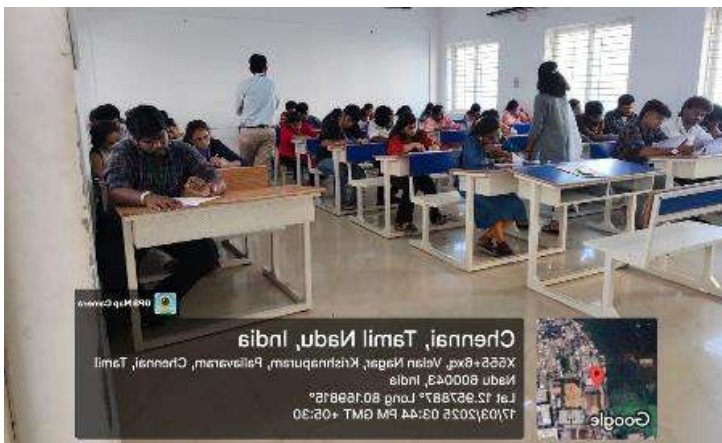 GPS Map Camera
Chennai, Tamil Nadu, India
X555+6xq, Velan Nagar, Krishnapuram, Pallavaram, Chennai, Tamil
Nadu 600043, India
Lat 12.957887° Long 80.159815°
17/03/2025 03:44 PM GMT +05:30
Google